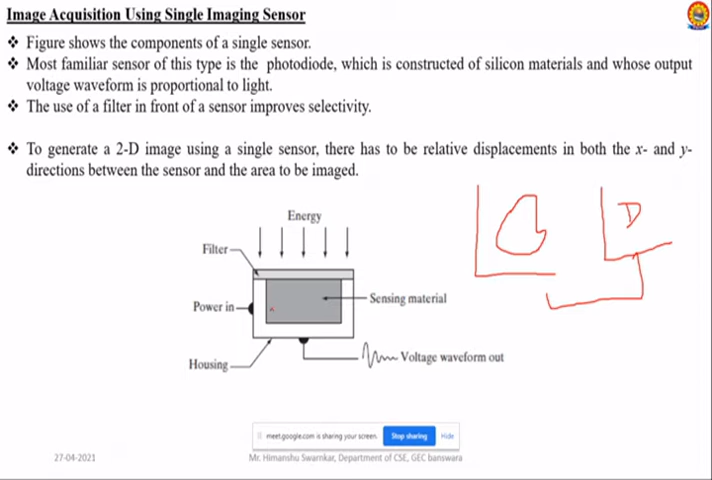 Image Acquisition Using Single Imaging Sensor
❖ Figure shows the components of a single sensor.
❖ Most familiar sensor of this type is the photodiode, which is constructed of silicon materials and whose output
voltage waveform is proportional to light.
❖ The use of a filter in front of a sensor improves selectivity.
❖ To generate a 2-D image using a single sensor, there has to be relative displacements in both the x- and y-
directions between the sensor and the area to be imaged.
Energy
Filter
D
Sensing material
Power in
Voltage waveform out
Housing
meet.google.com is sharing your screen. Stop sharing Hide
27-04-2021 Mr. Himanshu Swarnkar, Department of CSE, GEC banswara